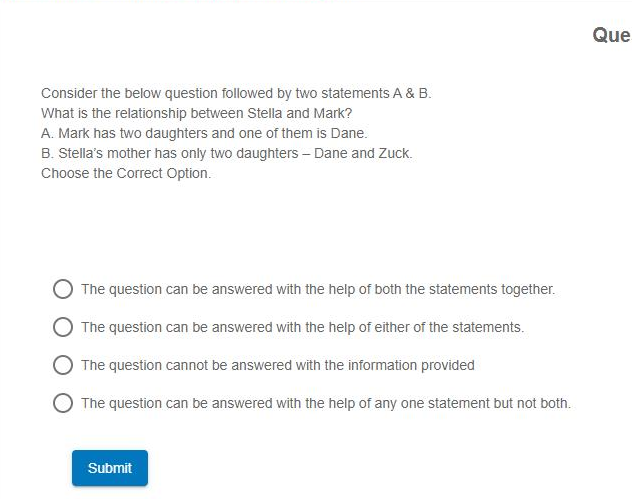 Que
Consider the below question followed by two statements A & B.
What is the relationship between Stella and Mark?
A. Mark has two daughters and one of them is Dane.
B. Stella's mother has only two daughters – Dane and Zuck.
Choose the Correct Option.
The question can be answered with the help of both the statements together.
The question can be answered with the help of either of the statements.
The question cannot be answered with the information provided
The question can be answered with the help of any one statement but not both.
Submit